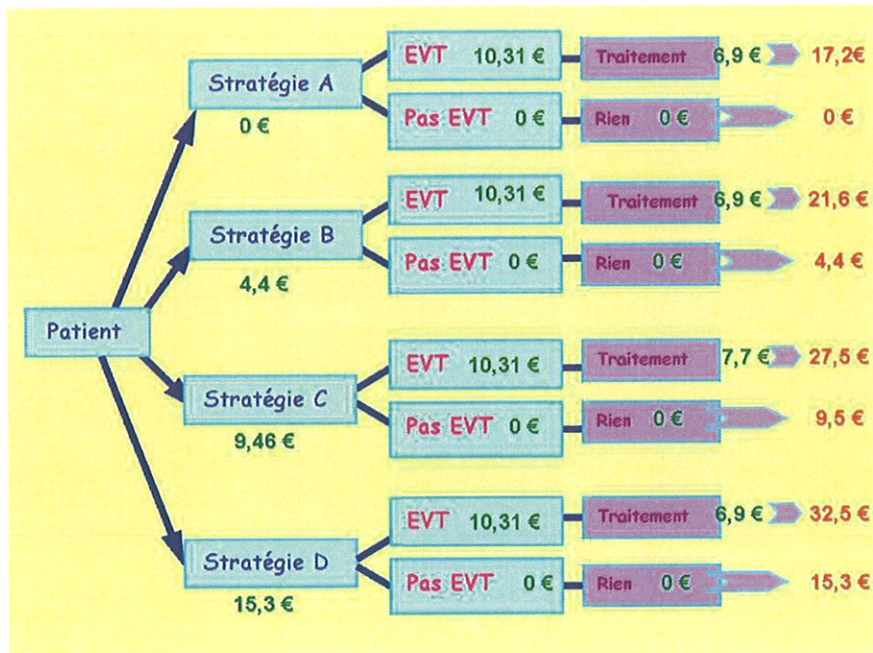 EVT 10,31 € Traitement 6,9 € 17,2€
Stratégie A
0 €
Pas EVT 0 € Rien 0 € 0 €
EVT 10,31 € Traitement 6,9 € 21,6 €
Stratégie B
4,4 €
Pas EVT 0 € Rien 0 € 4,4 €
Patient
EVT 10,31 € Traitement 7,7 € 27,5 €
Stratégie C
9,46 €
Pas EVT 0 € Rien 0 € 9,5 €
EVT 10,31 € Traitement 6,9 € 32,5 €
Stratégie D
15,3 €
Pas EVT 0 € Rien 0 € 15,3 €